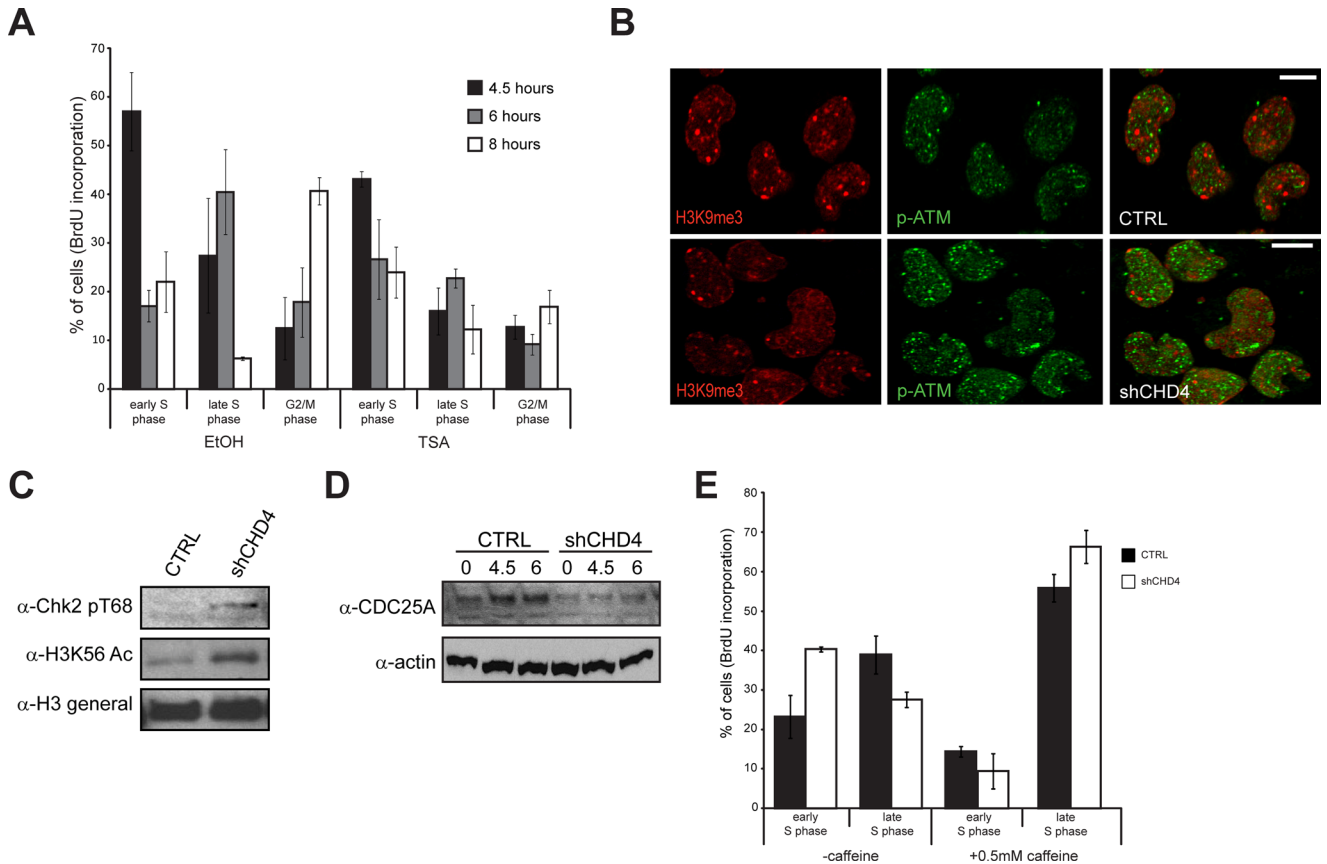 A
% of cells (BrdU incorporation)
70
60
50
40
30
20
10
0
4.5 hours
6 hours
8 hours
early S phase
late S phase
G2/M phase
early S phase
late S phase
G2/M phase
EtOH
TSA
B
H3K9me3
p-ATM
CTRL
H3K9me3
p-ATM
shCHD4
C
CTRL
shCHD4
α-Chk2 pT68
α-H3K56 Ac
α-H3 general
D
CTRL
shCHD4
0 4.5 6 0 4.5 6
α-CDC25A
α-actin
E
% of cells (BrdU incorporation)
80
70
60
50
40
30
20
10
0
CTRL
shCHD4
early S phase
late S phase
early S phase
late S phase
-caffeine
+0.5mM caffeine